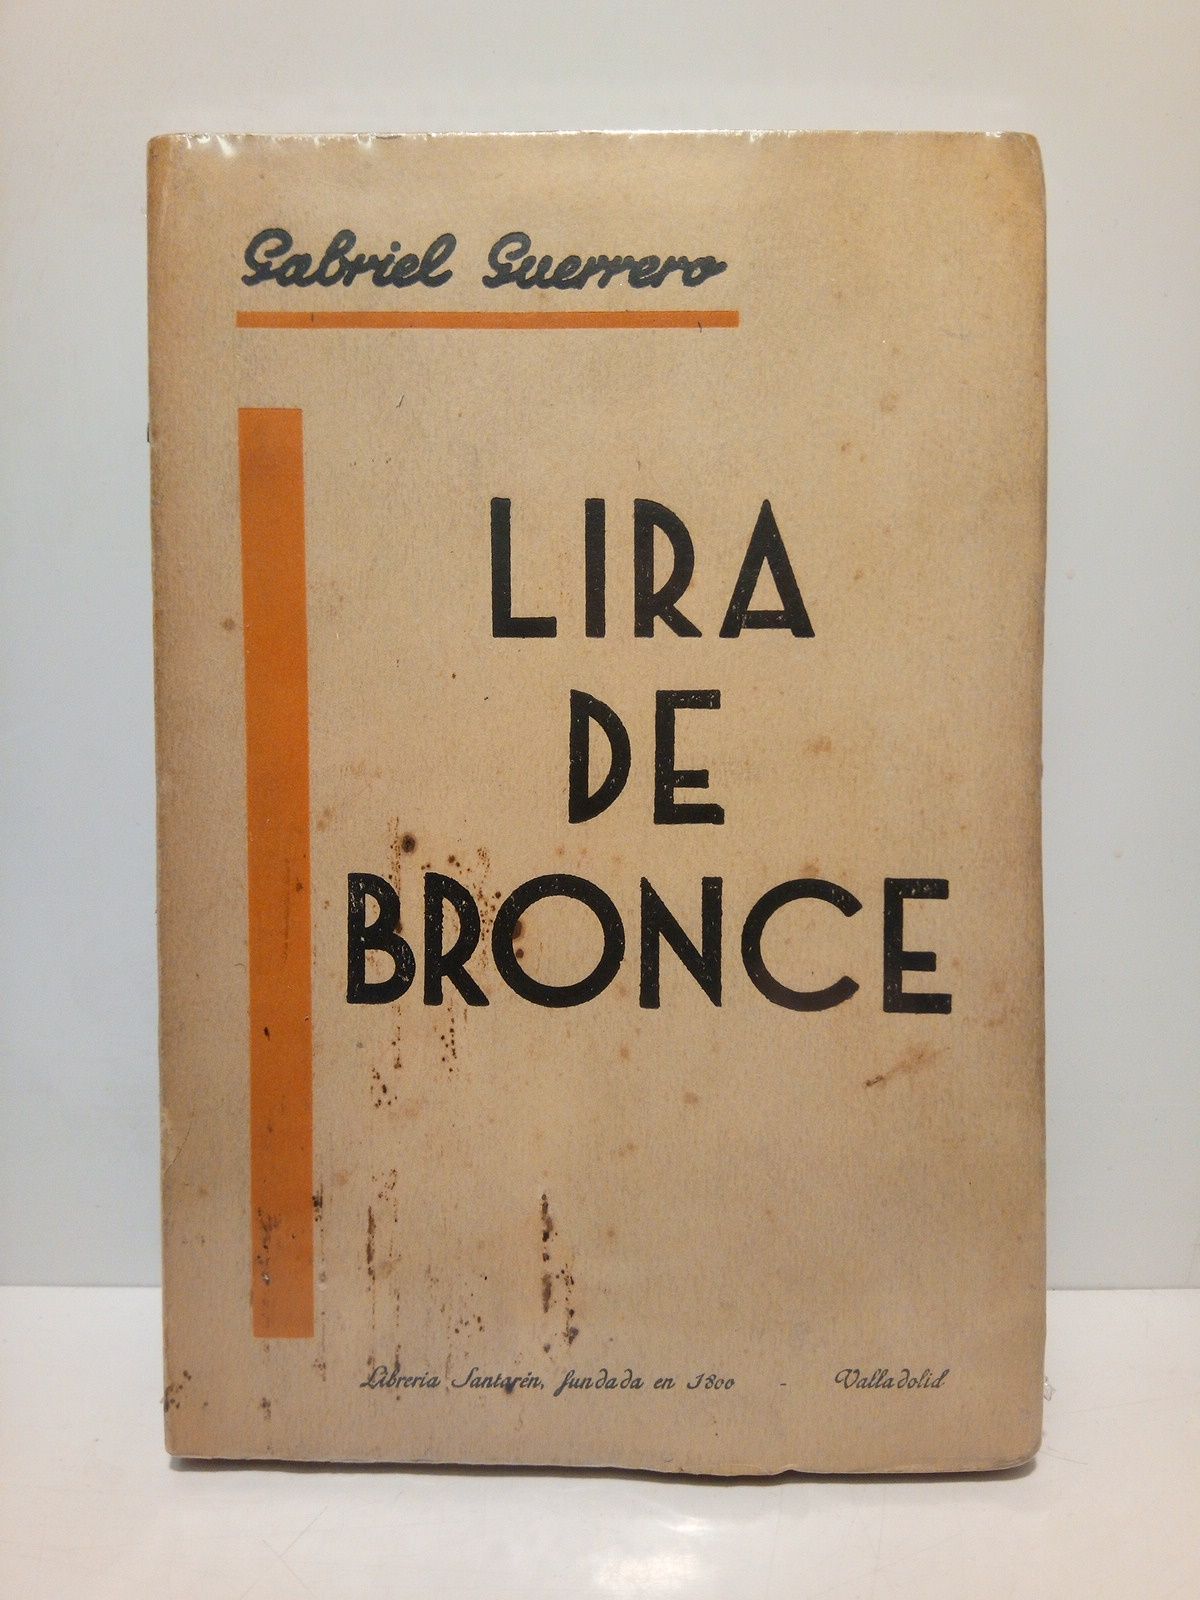 Gabriel Guerrero
LIRA
DE
BRONCE
Librería Santarén, fundada en 1800 - Valladolid